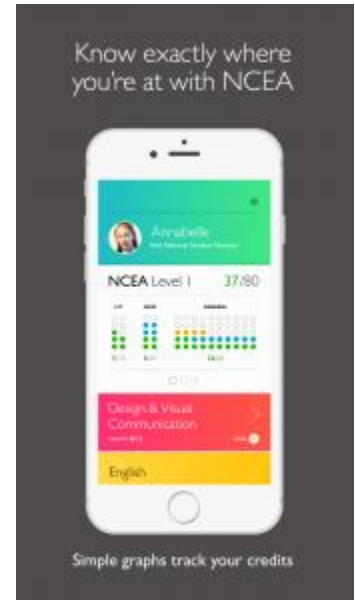 Know exactly where
you're at with NCEA
Annabelle
NCEA Level 1 37/80
Design & Visual
Communication
English
Simple graphs track your credits